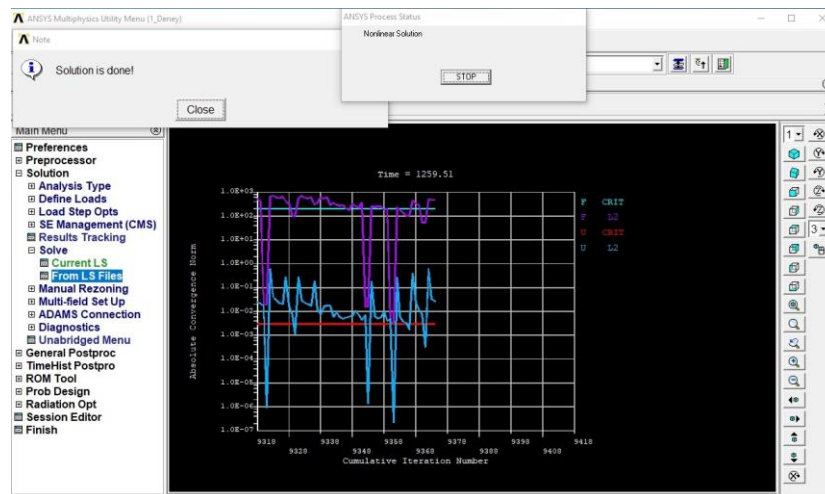 ANSYS Multiphysics Utility Menu (1_Deney)
ANSYS Process Status
Note
Nonlinear Solution
Solution is done!
STOP
Close
Main Menu
Preferences
Preprocessor
Solution
Analysis Type
Define Loads
Load Step Opts
SE Management (CMS)
Results Tracking
Solve
Current LS
From LS Files
Manual Rezoning
Multi-field Set Up
ADAMS Connection
Diagnostics
Unabridged Menu
General Postproc
TimeHist Postpro
ROM Tool
Prob Design
Radiation Opt
Session Editor
Finish
Time = 1259.51
1.0E+03
1.0E+02
1.0E+01
1.0E+00
1.0E-01
1.0E-02
1.0E-03
1.0E-04
1.0E-05
1.0E-06
1.0E-07
Absolute Convergence Norm
9310
9320
9330
9340
9350
9360
9370
9380
9390
9400
9410
Cumulative Iteration Number
F CRIT
F L2
U CRIT
U L2
1
3